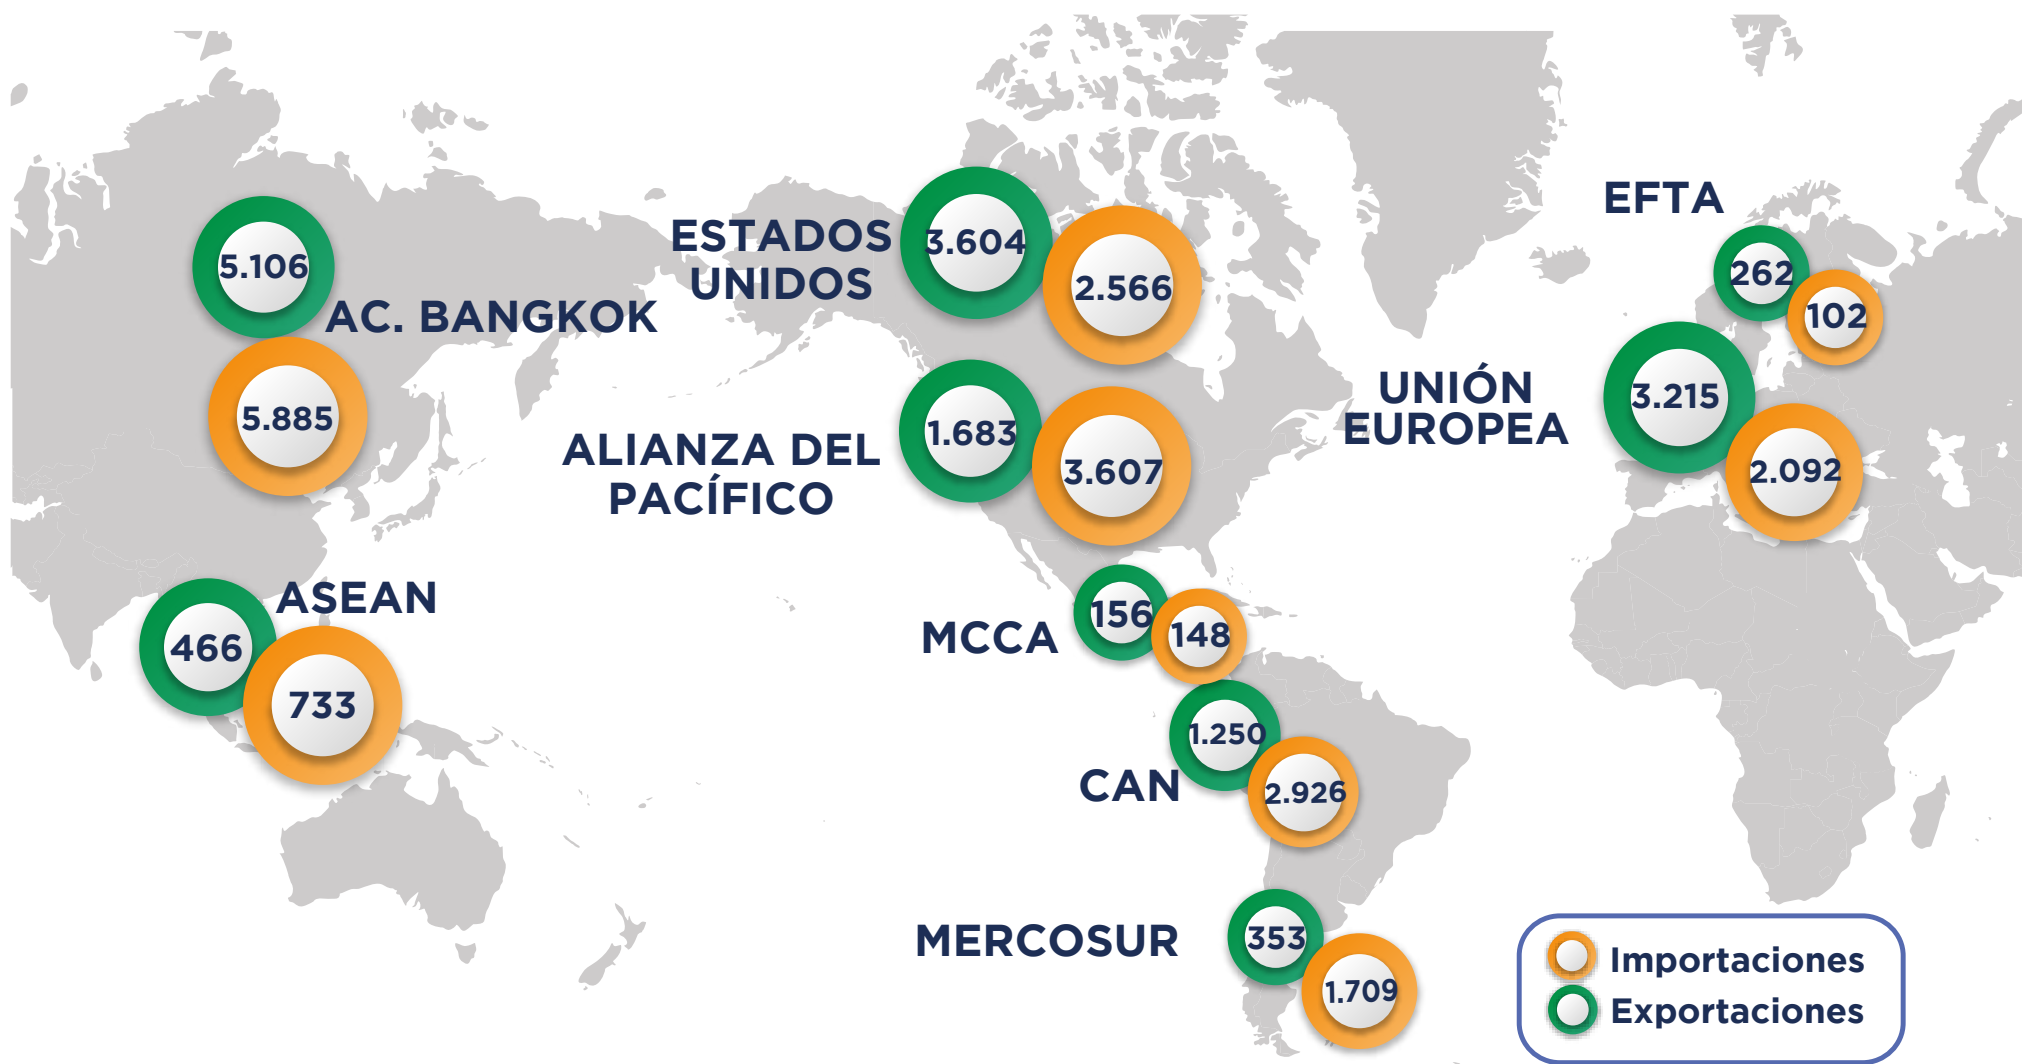 EFTA
262
102
ESTADOS
UNIDOS
3.604
2.566
5.106
AC. BANGKOK
5.885
UNIÓN
EUROPEA
3.215
2.092
ALIANZA DEL
PACÍFICO
1.683
3.607
ASEAN
466
733
MCCA
156
148
CAN
1.250
2.926
MERCOSUR
353
1.709
Importaciones
Exportaciones